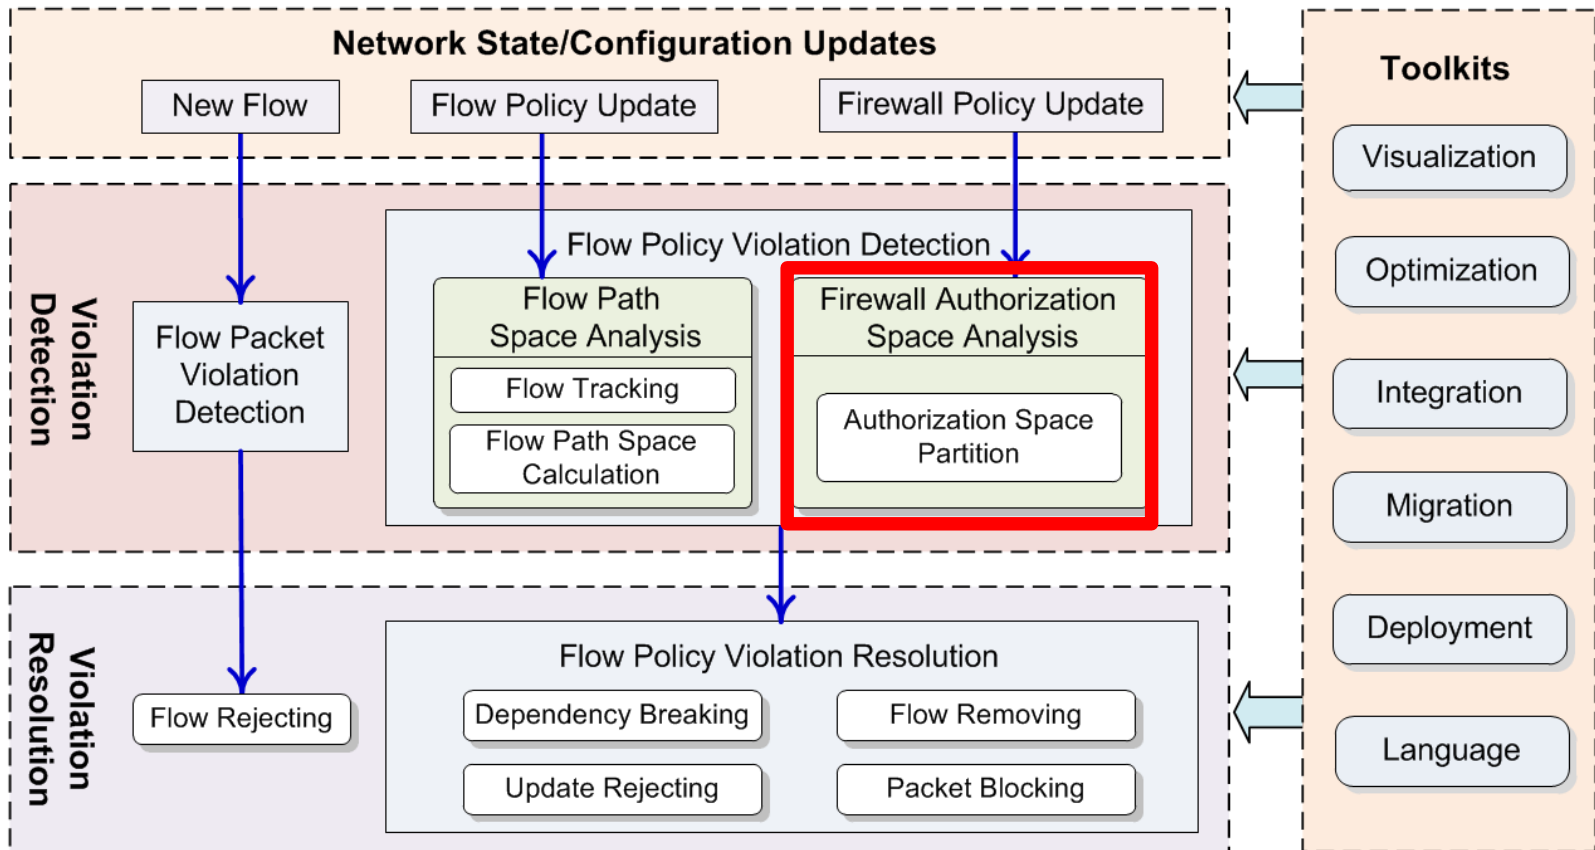 Network State/Configuration Updates
New Flow
Flow Policy Update
Firewall Policy Update
Violation
Detection
Flow Packet
Violation
Detection
Flow Policy Violation Detection
Flow Path
Space Analysis
Flow Tracking
Flow Path Space
Calculation
Firewall Authorization
Space Analysis
Authorization Space
Partition
Violation
Resolution
Flow Rejecting
Flow Policy Violation Resolution
Dependency Breaking
Flow Removing
Update Rejecting
Packet Blocking
Toolkits
Visualization
Optimization
Integration
Migration
Deployment
Language